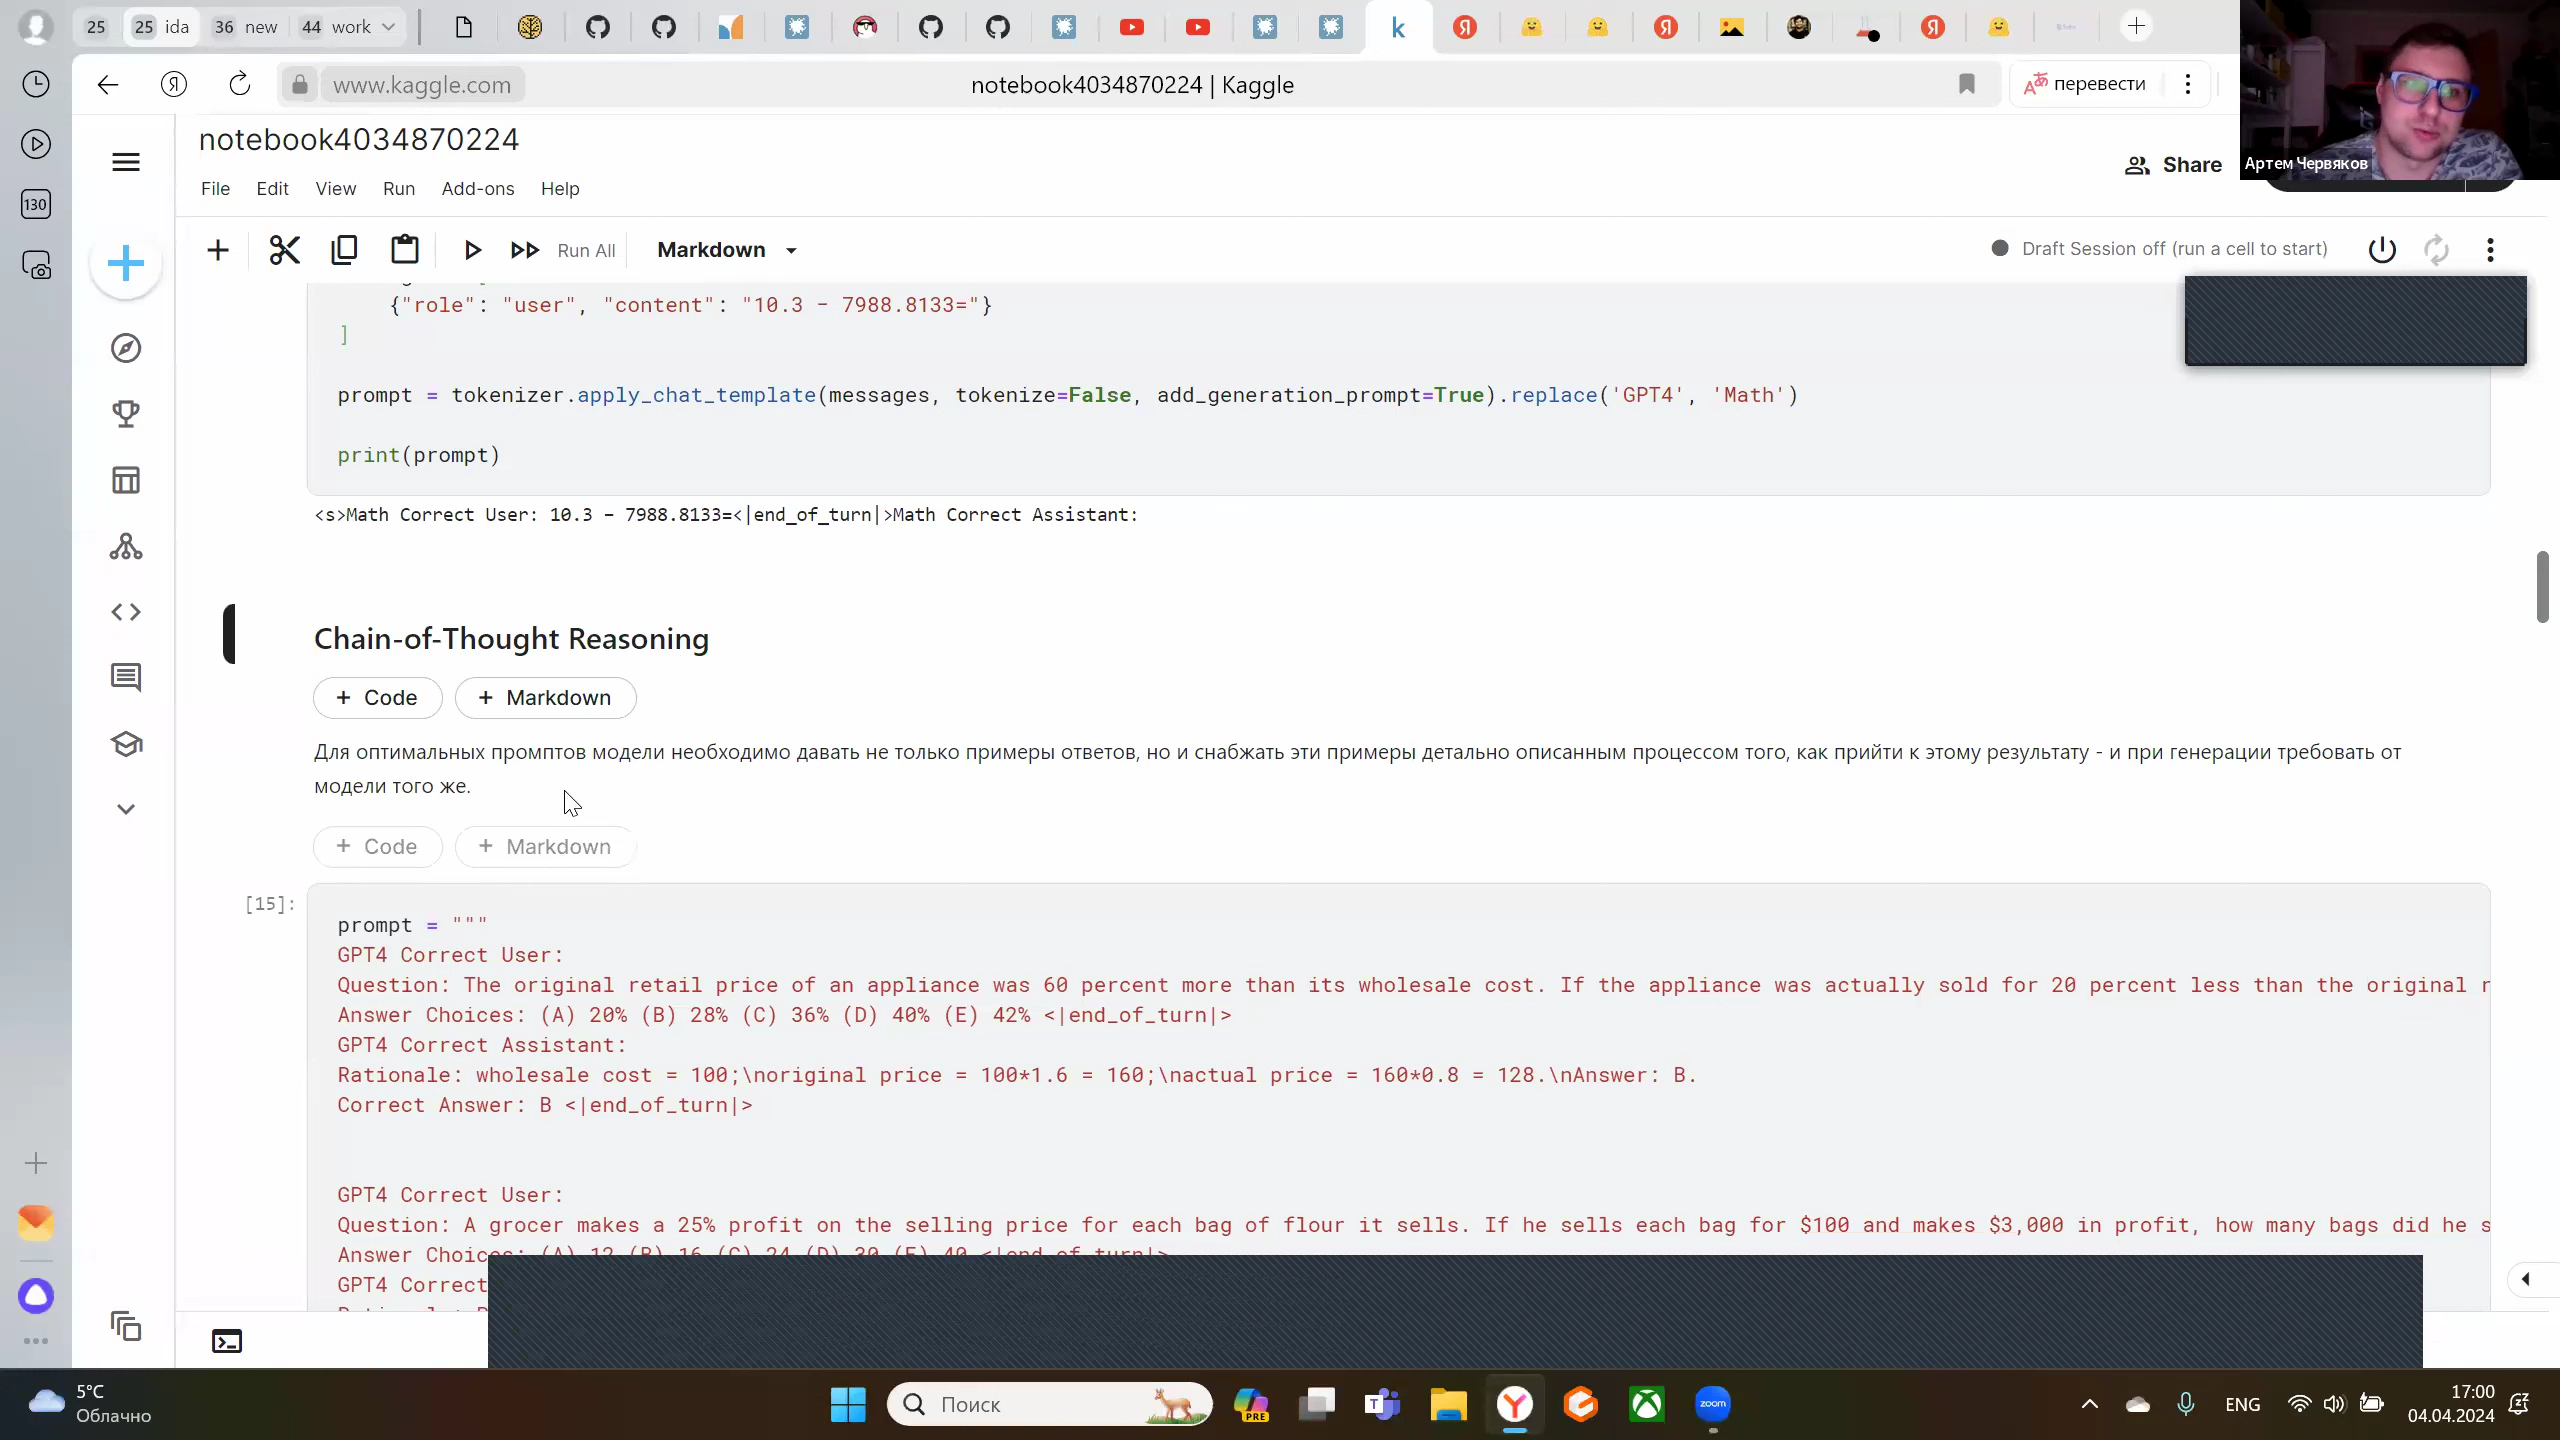 25
25 ida
36 new
44 work
www.kaggle.com
notebook4034870224 | Kaggle
перевести
130
notebook4034870224
File Edit View Run Add-ons Help
Share
Артем Червяков
Run All
Markdown
Draft Session off (run a cell to start)
{"role": "user", "content": "10.3 - 7988.8133="}
]
prompt = tokenizer.apply_chat_template(messages, tokenize=False, add_generation_prompt=True).replace('GPT4', 'Math')
print(prompt)
<s>Math Correct User: 10.3 - 7988.8133=<|end_of_turn|>Math Correct Assistant:
Chain-of-Thought Reasoning
+ Code + Markdown
Для оптимальных промптов модели необходимо давать не только примеры ответов, но и снабжать эти примеры детально описанным процессом того, как прийти к этому результату - и при генерации требовать от
модели того же.
+ Code + Markdown
[15]:
prompt = """
GPT4 Correct User:
Question: The original retail price of an appliance was 60 percent more than its wholesale cost. If the appliance was actually sold for 20 percent less than the original r
Answer Choices: (A) 20% (B) 28% (C) 36% (D) 40% (E) 42% <|end_of_turn|>
GPT4 Correct Assistant:
Rationale: wholesale cost = 100;\noriginal price = 100*1.6 = 160;\nactual price = 160*0.8 = 128.\nAnswer: B.
Correct Answer: B <|end_of_turn|>
GPT4 Correct User:
Question: A grocer makes a 25% profit on the selling price for each bag of flour it sells. If he sells each bag for $100 and makes $3,000 in profit, how many bags did he s
Answer Choices: (A) 12 (B) 16 (C) 24 (D) 30 (E) 40 <|end_of_turn|>
GPT4 Correct
5°C
Облачно
Поиск
PRE
zoom
ENG
17:00
04.04.2024